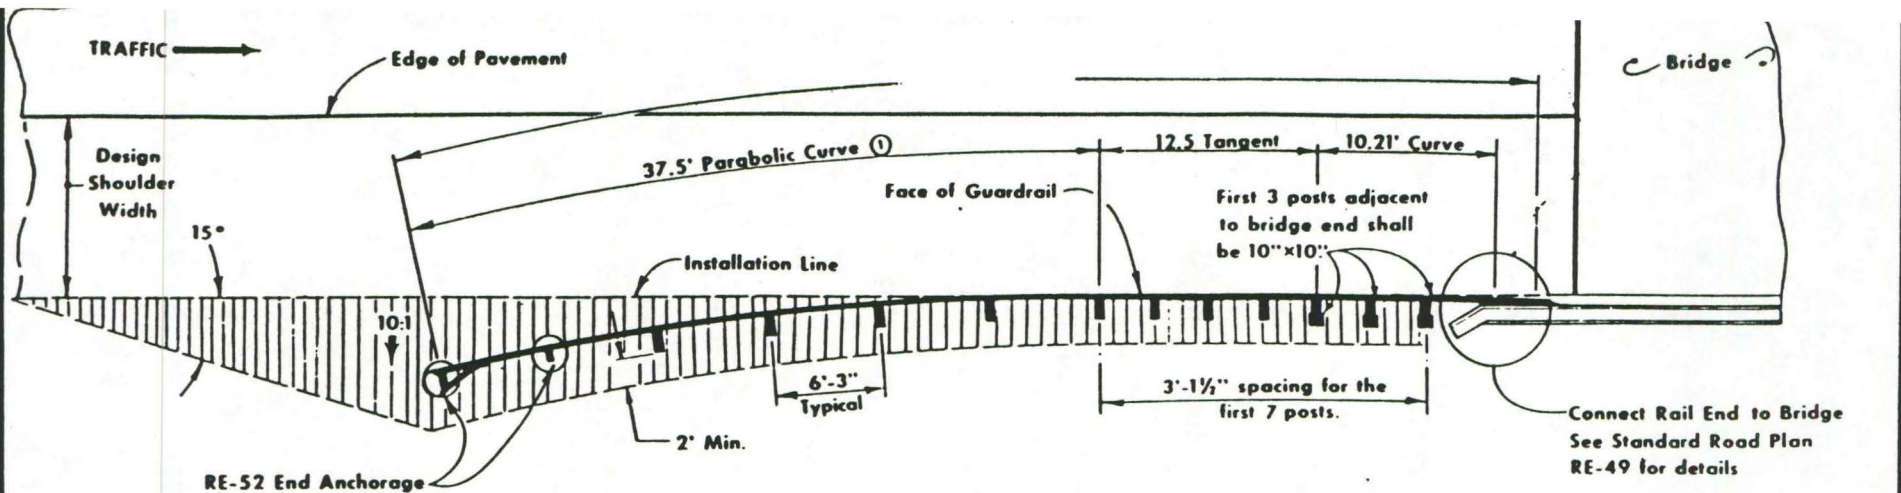 TRAFFIC
Edge of Pavement
Bridge
Design
Shoulder
Width
37.5' Parabolic Curve ①
12.5 Tangent
10.21' Curve
Face of Guardrail
First 3 posts adjacent
to bridge end shall
be 10"×10".
15°
Installation Line
10:1
6'-3"
Typical
3'-1½" spacing for the
first 7 posts.
2' Min.
Connect Rail End to Bridge
See Standard Road Plan
RE-49 for details
RE-52 End Anchorage